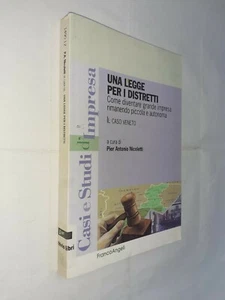 UNA LEGGE
PER I DISTRETTI
Come diventare grande impresa
rimanendo piccola e autonoma
IL CASO VENETO
a cura di
Pier Antonio
FrancoAngeli
Casi e Studi d'Impresa
Libri